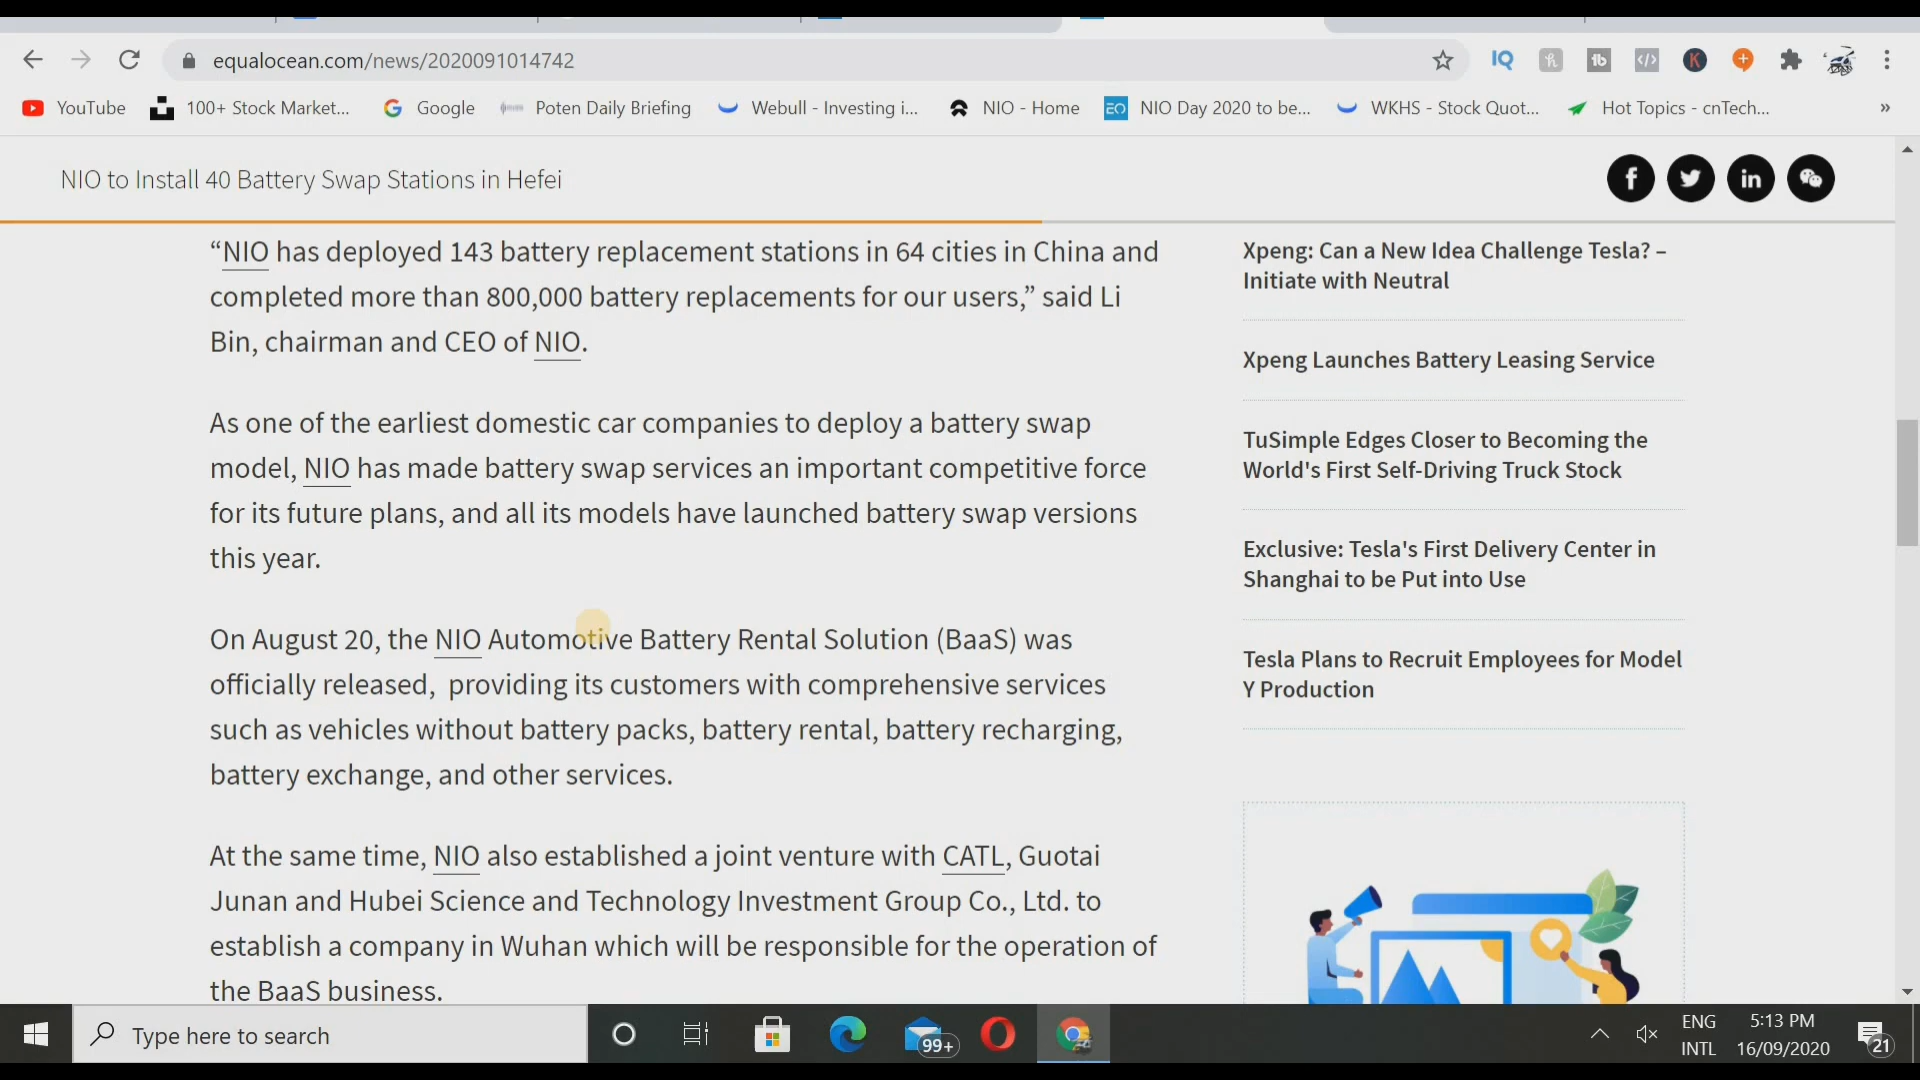 equalocean.com/news/2020091014742
YouTube
100+ Stock Market...
Google
Poten Daily Briefing
Webull - Investing i...
NIO - Home
NIO Day 2020 to be...
WKHS - Stock Quot...
Hot Topics - cnTech...
»
NIO to Install 40 Battery Swap Stations in Hefei
“NIO has deployed 143 battery replacement stations in 64 cities in China and
completed more than 800,000 battery replacements for our users,” said Li
Bin, chairman and CEO of NIO.
As one of the earliest domestic car companies to deploy a battery swap
model, NIO has made battery swap services an important competitive force
for its future plans, and all its models have launched battery swap versions
this year.
On August 20, the NIO Automotive Battery Rental Solution (BaaS) was
officially released, providing its customers with comprehensive services
such as vehicles without battery packs, battery rental, battery recharging,
battery exchange, and other services.
At the same time, NIO also established a joint venture with CATL, Guotai
Junan and Hubei Science and Technology Investment Group Co., Ltd. to
establish a company in Wuhan which will be responsible for the operation of
the BaaS business.
Xpeng: Can a New Idea Challenge Tesla? –
Initiate with Neutral
Xpeng Launches Battery Leasing Service
TuSimple Edges Closer to Becoming the
World's First Self-Driving Truck Stock
Exclusive: Tesla's First Delivery Center in
Shanghai to be Put into Use
Tesla Plans to Recruit Employees for Model
Y Production
Type here to search
99+
ENG
INTL
5:13 PM
16/09/2020
21